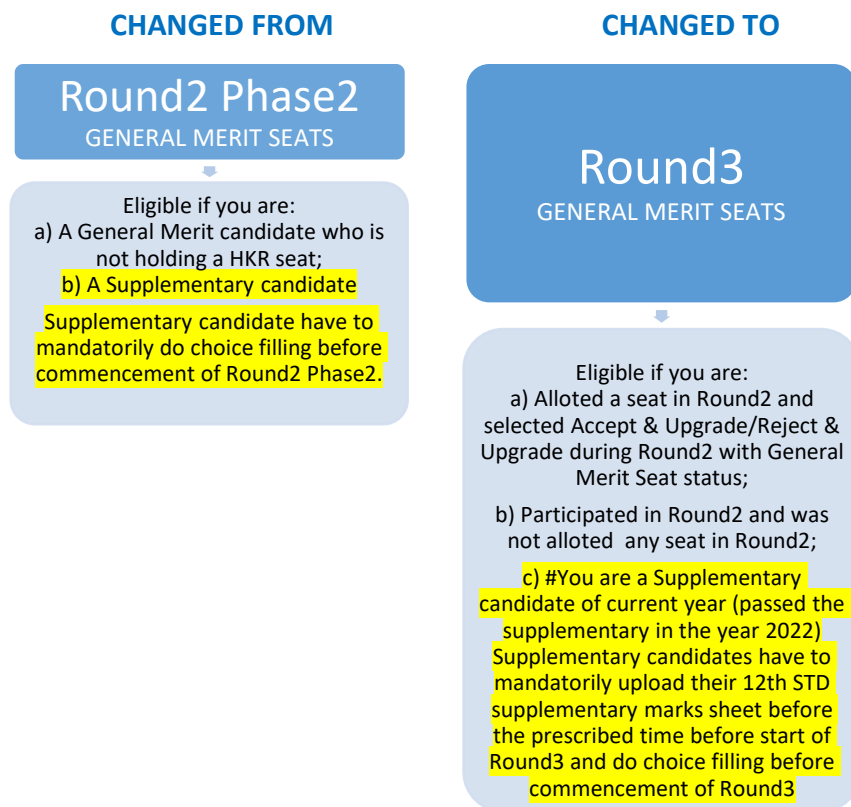 CHANGED FROM
Round2 Phase2
GENERAL MERIT SEATS
Eligible if you are:
a) A General Merit candidate who is
not holding a HKR seat;
b) A Supplementary candidate
Supplementary candidate have to
mandatorily do choice filling before
commencement of Round2 Phase2.
CHANGED TO
Round3
GENERAL MERIT SEATS
Eligible if you are:
a) Alloted a seat in Round2 and
selected Accept & Upgrade/Reject &
Upgrade during Round2 with General
Merit Seat status;
b) Participated in Round2 and was
not alloted any seat in Round2;
c) #You are a Supplementary
candidate of current year (passed the
supplementary in the year 2022)
Supplementary candidates have to
mandatorily upload their 12th STD
supplementary marks sheet before
the prescribed time before start of
Round3 and do choice filling before
commencement of Round3